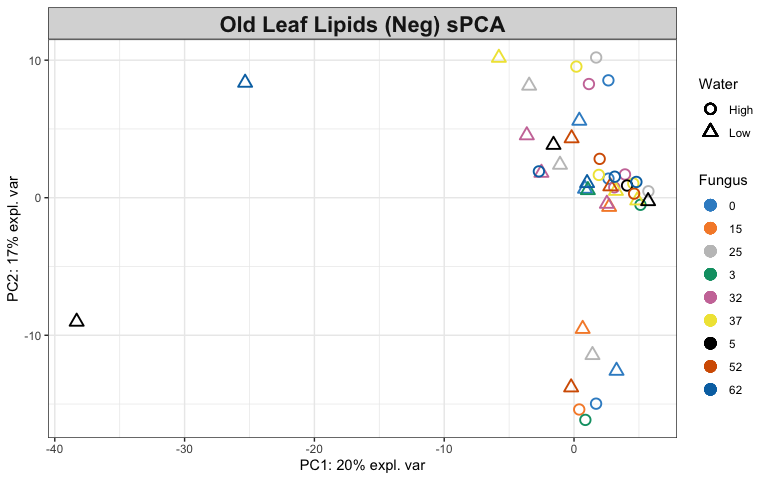 Old Leaf Lipids (Neg) sPCA
10
0
-10
-40
-30
-20
-10
0
PC1: 20% expl. var
PC2: 17% expl. var
Water
High
Low
Fungus
0
15
25
3
32
37
5
52
62